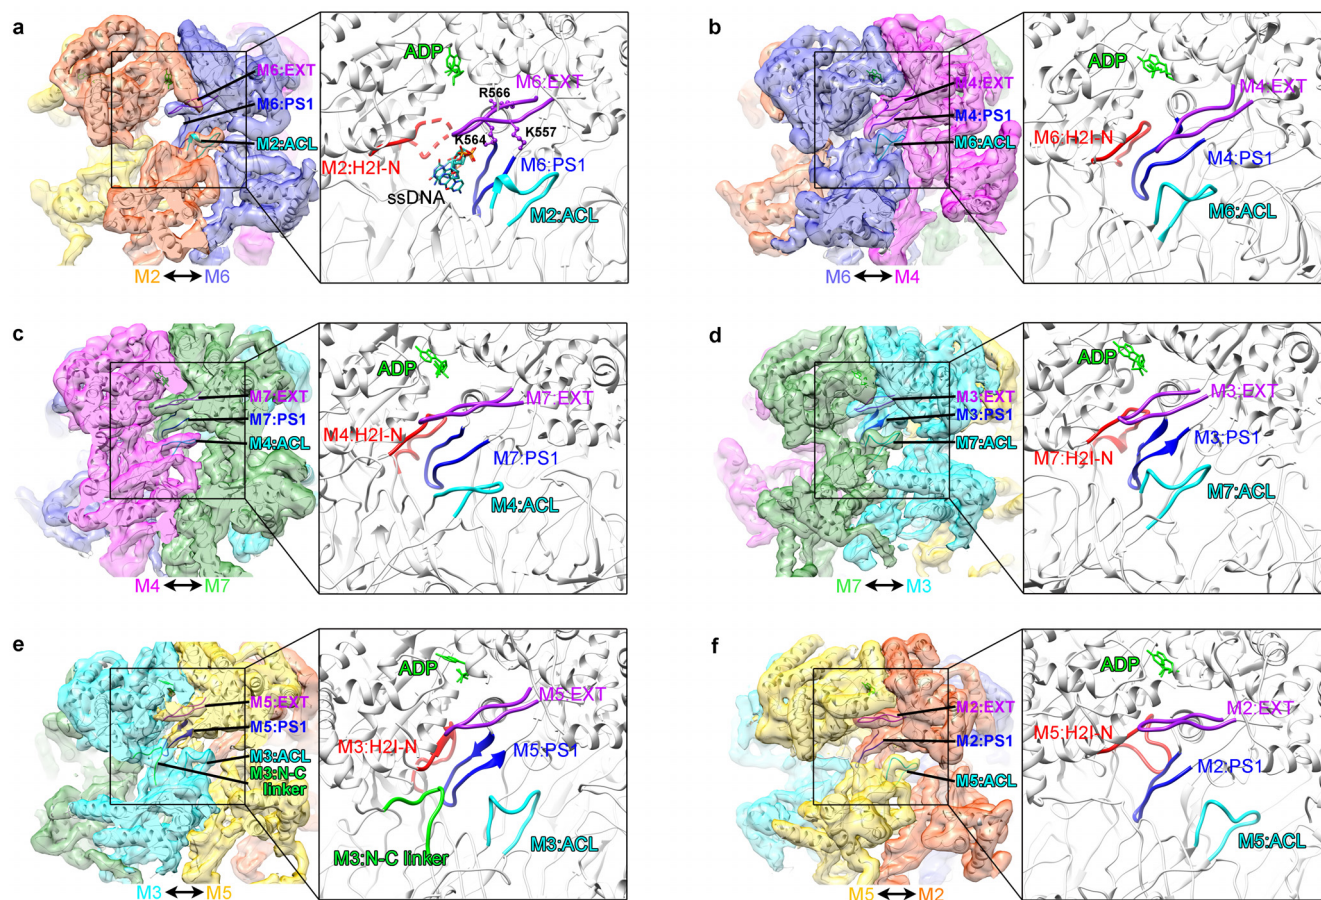 a
M6:EXT
M6:PS1
M2:ACL
M2 M6
ADP
M6:EXT
R566
K564
K557
M2:H2I-N
M6:PS1
ssDNA
M2:ACL
b
M4:EXT
M4:PS1
M6:ACL
M6 M4
ADP
M4:EXT
M6:H2I-N
M4:PS1
M6:ACL
c
M7:EXT
M7:PS1
M4:ACL
M4 M7
ADP
M7:EXT
M4:H2I-N
M7:PS1
M4:ACL
d
M3:EXT
M3:PS1
M7:ACL
M7 M3
ADP
M3:EXT
M3:PS1
M7:H2I-N
M7:ACL
e
M5:EXT
M5:PS1
M3:ACL
M3:N-C
linker
M3 M5
ADP
M5:EXT
M3:H2I-N
M5:PS1
M3:ACL
M3:N-C linker
f
M2:EXT
M2:PS1
M5:ACL
M5 M2
ADP
M2:EXT
M5:H2I-N
M2:PS1
M5:ACL